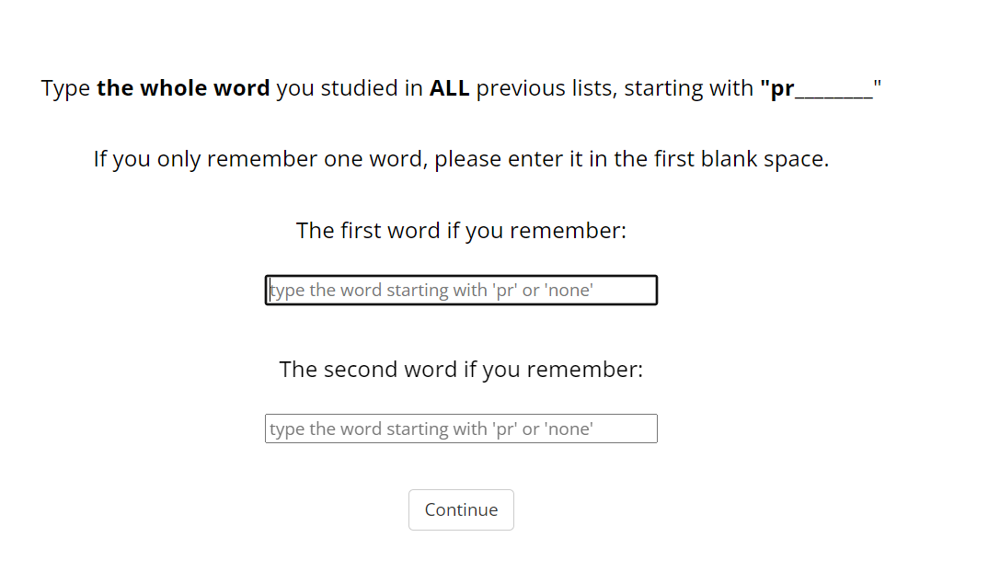 Type the whole word you studied in ALL previous lists, starting with "pr________"
If you only remember one word, please enter it in the first blank space.
The first word if you remember:
type the word starting with 'pr' or 'none'
The second word if you remember:
type the word starting with 'pr' or 'none'
Continue